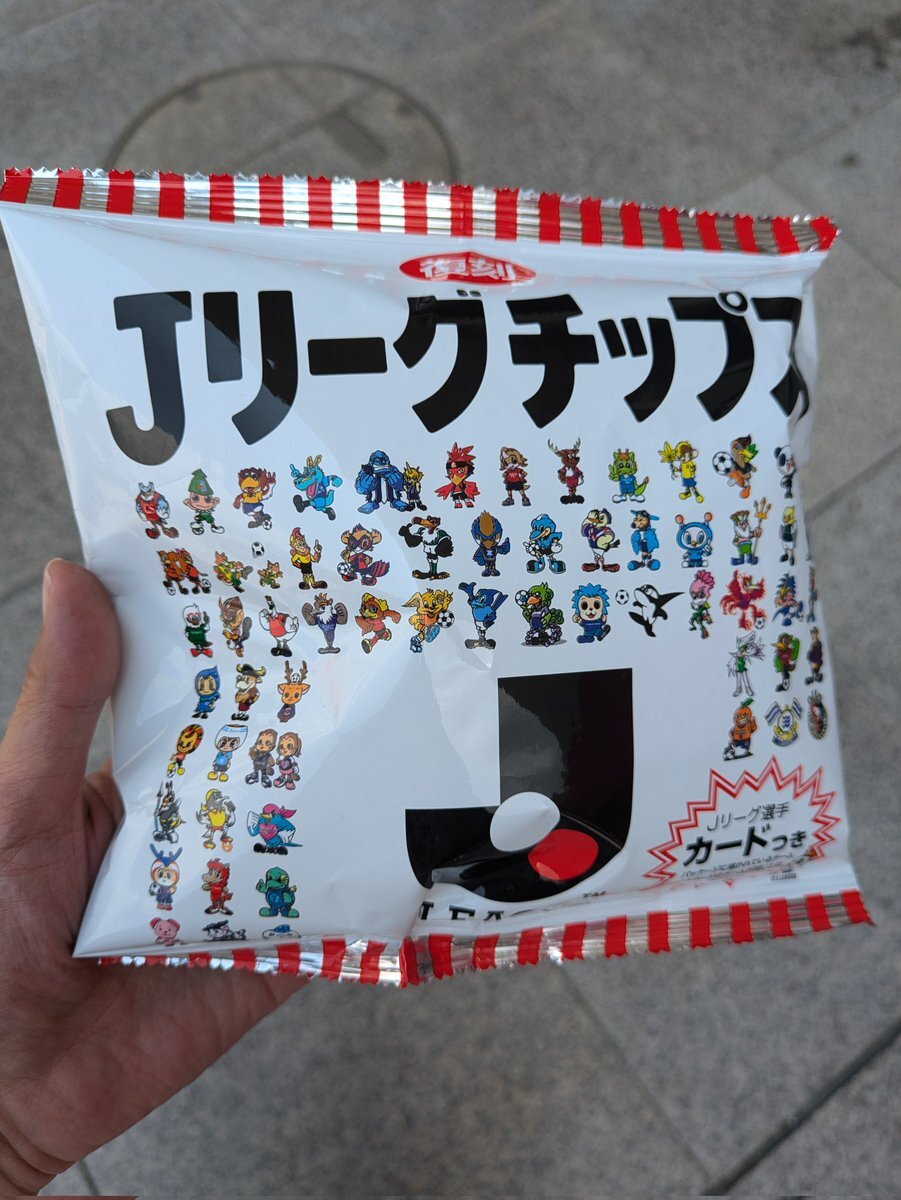 復刻
Jリーグチップス
Jリーグ選手
カードつき